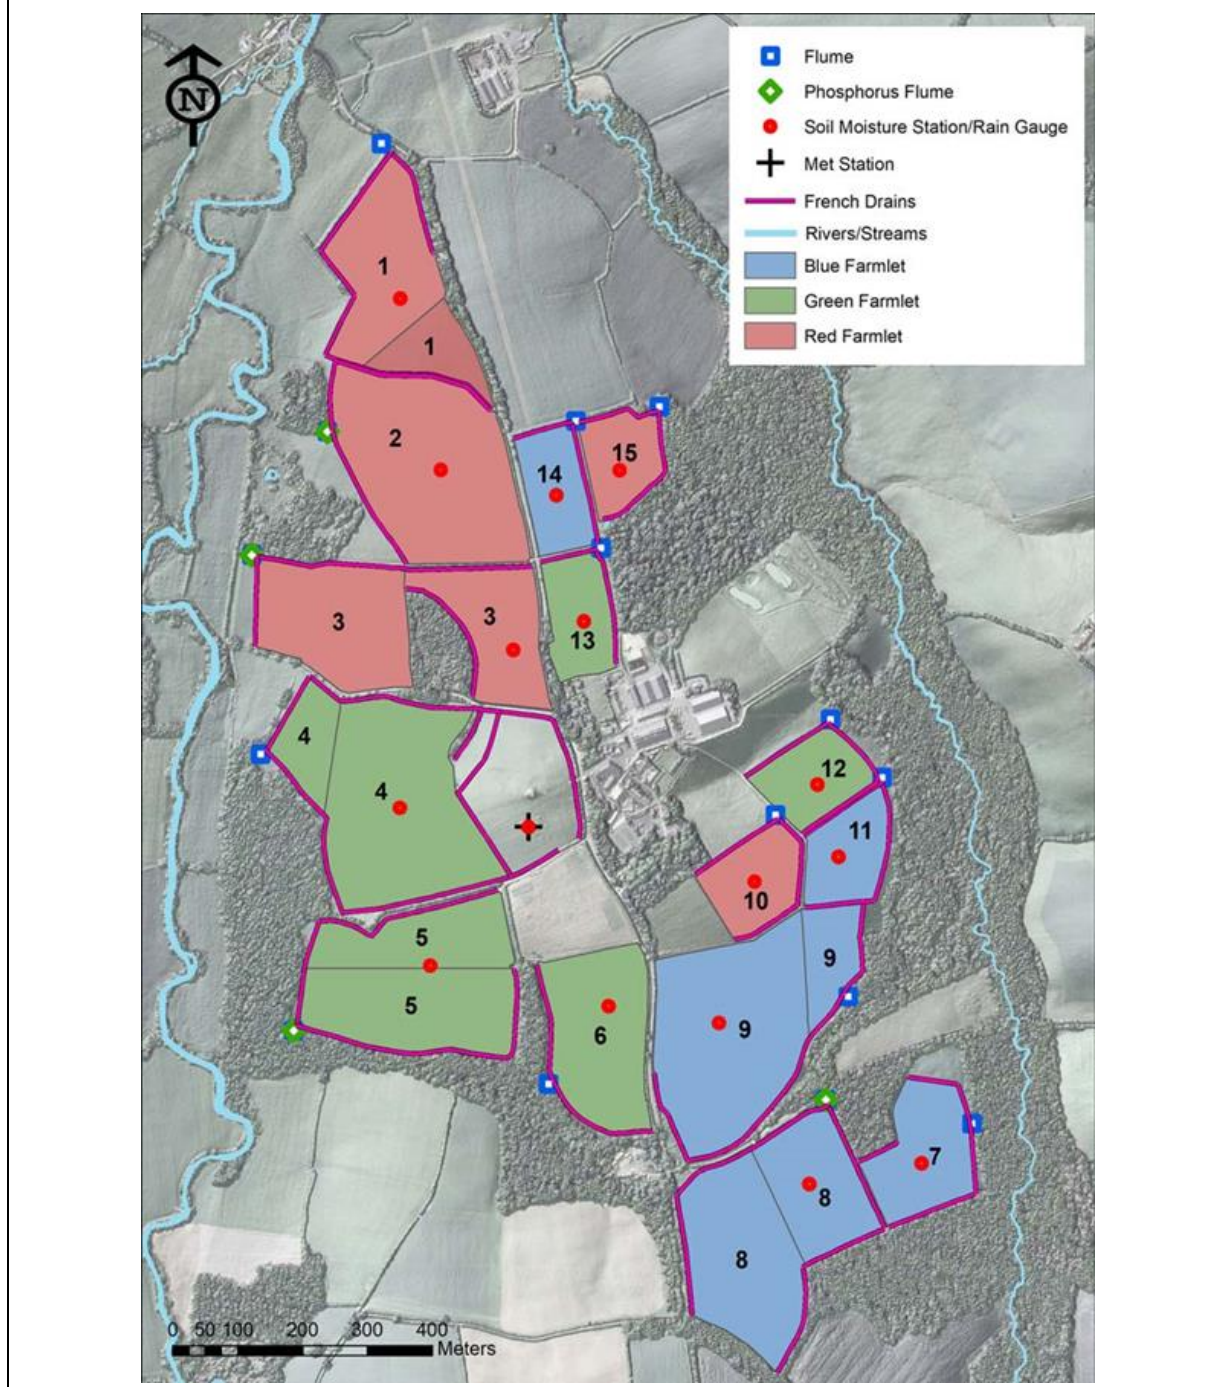 N
Flume
Phosphorus Flume
Soil Moisture Station/Rain Gauge
Met Station
French Drains
Rivers/Streams
Blue Farmlet
Green Farmlet
Red Farmlet
1
1
2
14
15
3
3
13
4
4
12
11
10
5
5
9
9
6
7
8
8
0 50 100 200 300 400
Meters